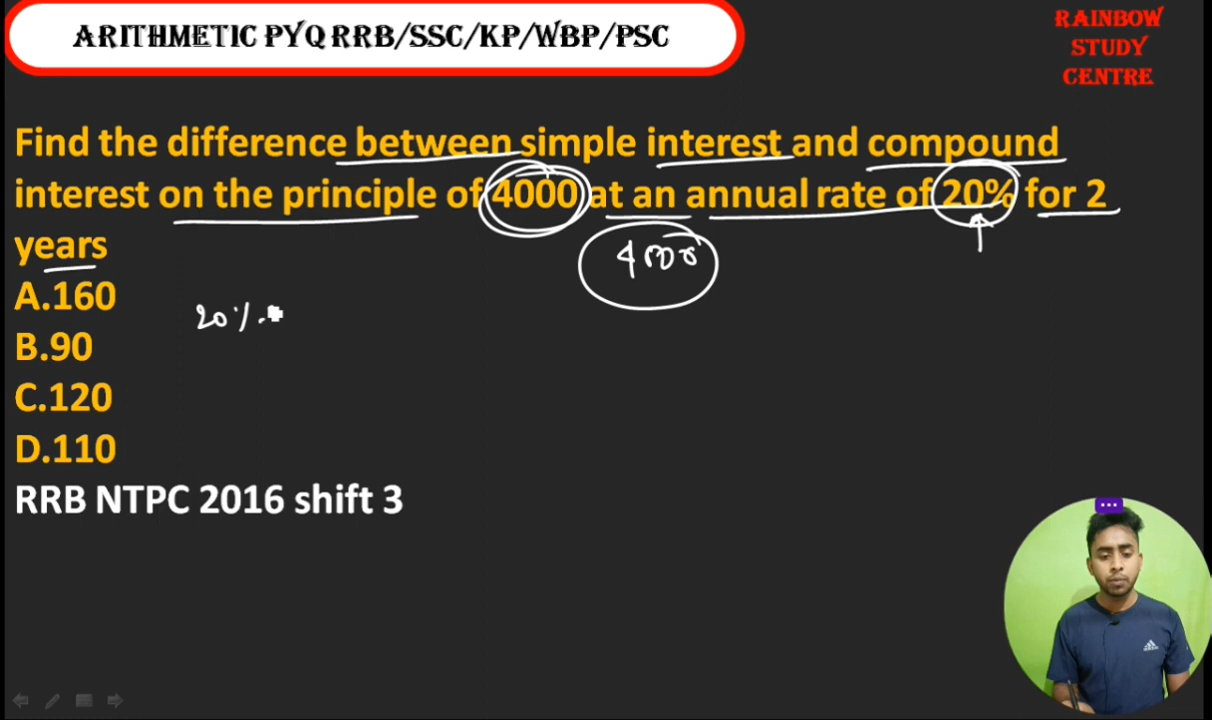 ARITHMETIC PYQ RRB/SSC/KP/WBP/PSC
RAINBOW
STUDY
CENTRE
Find the difference between simple interest and compound
interest on the principle of 4000 at an annual rate of 20% for 2
years
4000
A.160
20%.
B.90
C.120
D.110
RRB NTPC 2016 shift 3